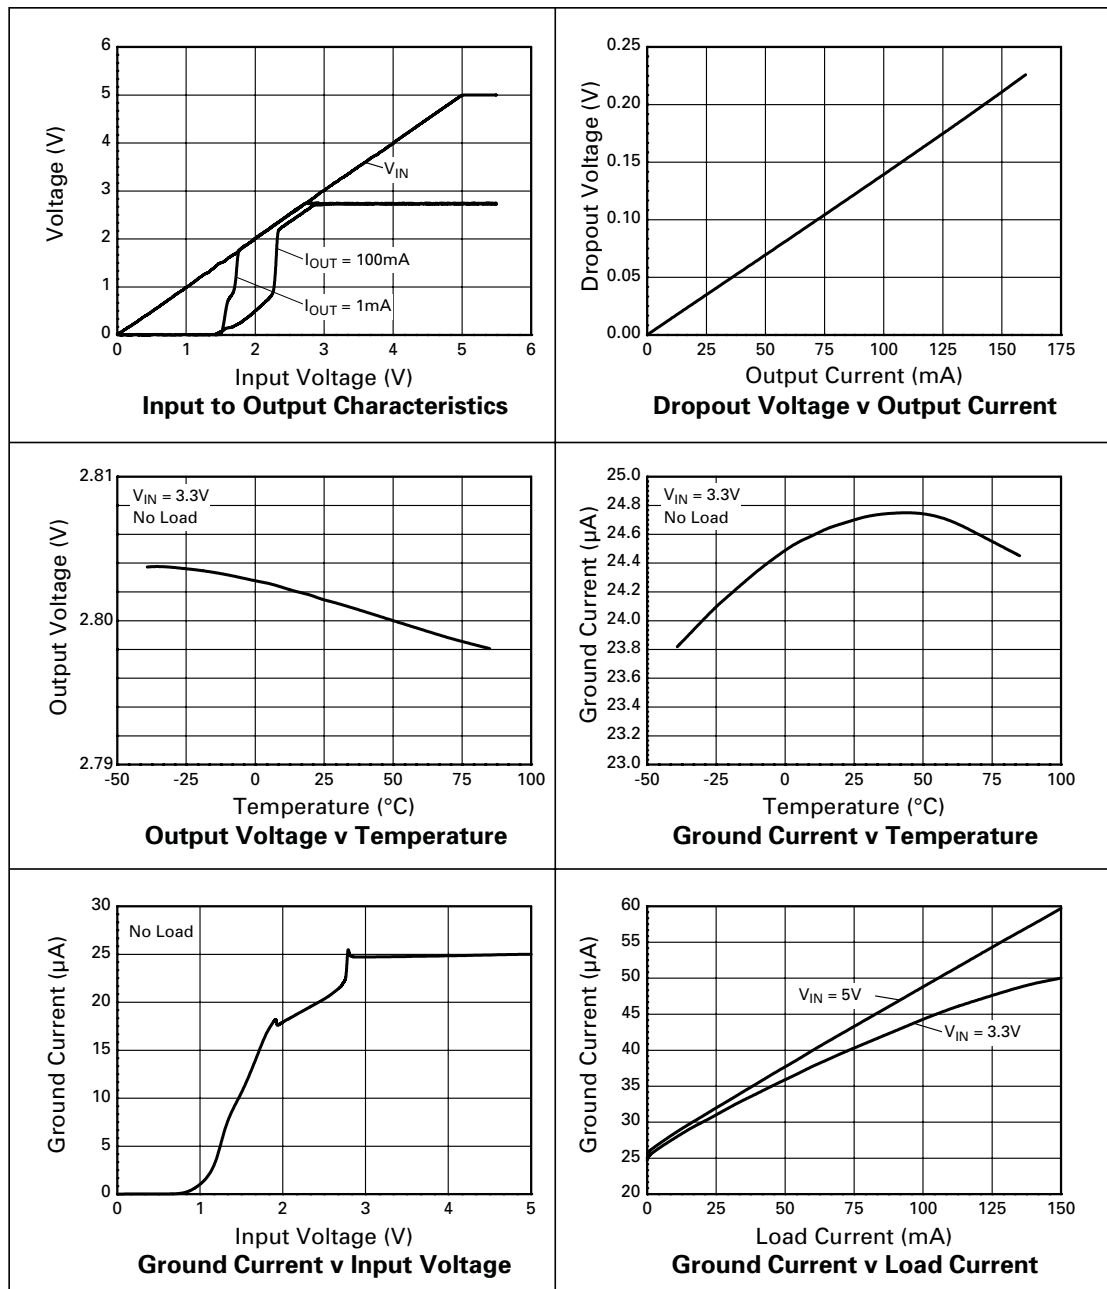 6
5
4
3
2
1
0
0 1 2 3 4 5 6
Voltage (V)
V_IN
I_OUT = 100mA
I_OUT = 1mA
Input Voltage (V)
Input to Output Characteristics
0.25
0.20
0.15
0.10
0.05
0.00
0 25 50 75 100 125 150 175
Dropout Voltage (V)
Output Current (mA)
Dropout Voltage v Output Current
2.81
2.80
2.79
-50 -25 0 25 50 75 100
Output Voltage (V)
V_IN = 3.3V
No Load
Temperature (°C)
Output Voltage v Temperature
25.0
24.8
24.6
24.4
24.2
24.0
23.8
23.6
23.4
23.2
23.0
-50 -25 0 25 50 75 100
Ground Current (µA)
V_IN = 3.3V
No Load
Temperature (°C)
Ground Current v Temperature
30
25
20
15
10
5
0
0 1 2 3 4 5
Ground Current (µA)
No Load
Input Voltage (V)
Ground Current v Input Voltage
60
55
50
45
40
35
30
25
20
0 25 50 75 100 125 150
Ground Current (µA)
V_IN = 5V
V_IN = 3.3V
Load Current (mA)
Ground Current v Load Current